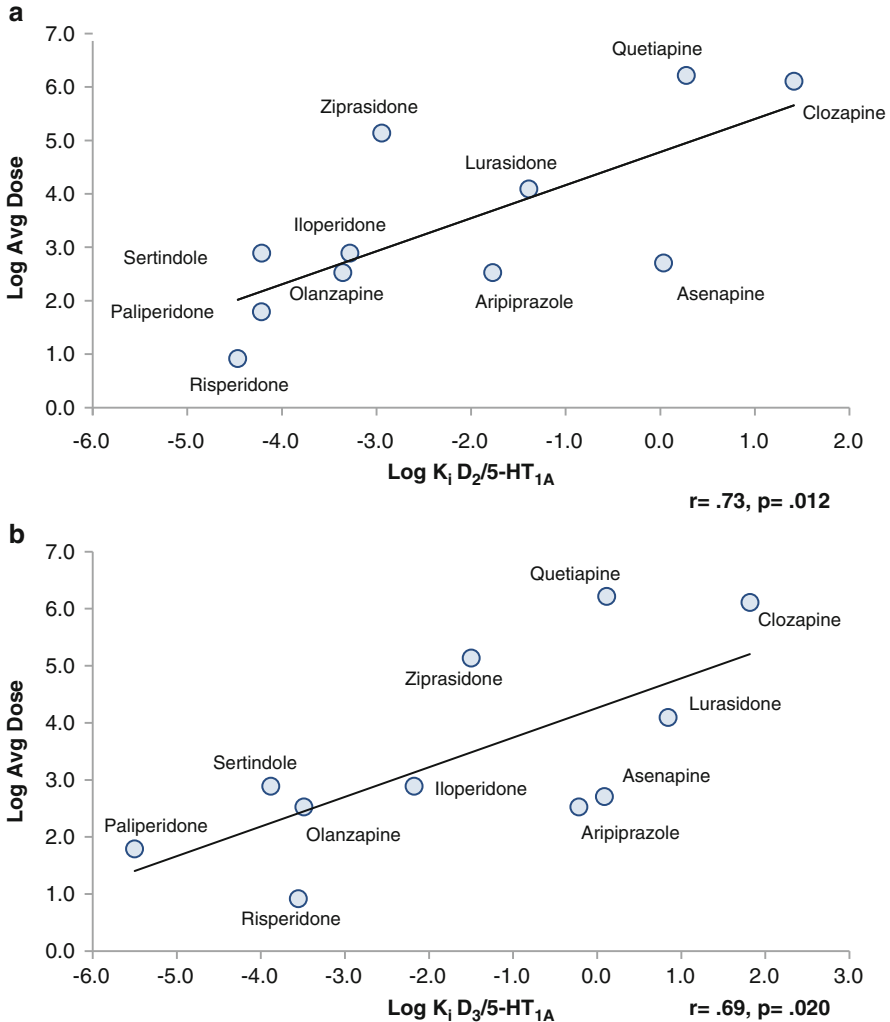 a
7.0
6.0
5.0
4.0
3.0
2.0
1.0
0.0
Log Avg Dose
Quetiapine
Clozapine
Ziprasidone
Lurasidone
Iloperidone
Sertindole
Olanzapine
Aripiprazole
Asenapine
Paliperidone
Risperidone
-6.0 -5.0 -4.0 -3.0 -2.0 -1.0 0.0 1.0 2.0
Log Ki D2/5-HT1A
r= .73, p= .012
b
7.0
6.0
5.0
4.0
3.0
2.0
1.0
0.0
Log Avg Dose
Quetiapine
Clozapine
Ziprasidone
Lurasidone
Sertindole
Asenapine
Iloperidone
Paliperidone
Olanzapine
Aripiprazole
Risperidone
-6.0 -5.0 -4.0 -3.0 -2.0 -1.0 0.0 1.0 2.0 3.0
Log Ki D3/5-HT1A
r= .69, p= .020